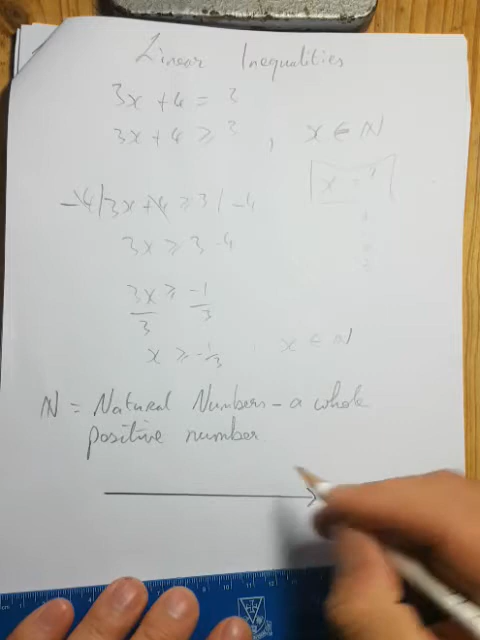 Linear Inequalities
3x + 4 = 3
3x + 4 ≥ 3 , x ∈ N
x = ?
-4/3x+4 ≥ 3/-4
3x ≥ 3-4
3x/3 ≥ -1/3
x ≥ -1/3 , x ∈ N
N = Natural Numbers - a whole
positive number.